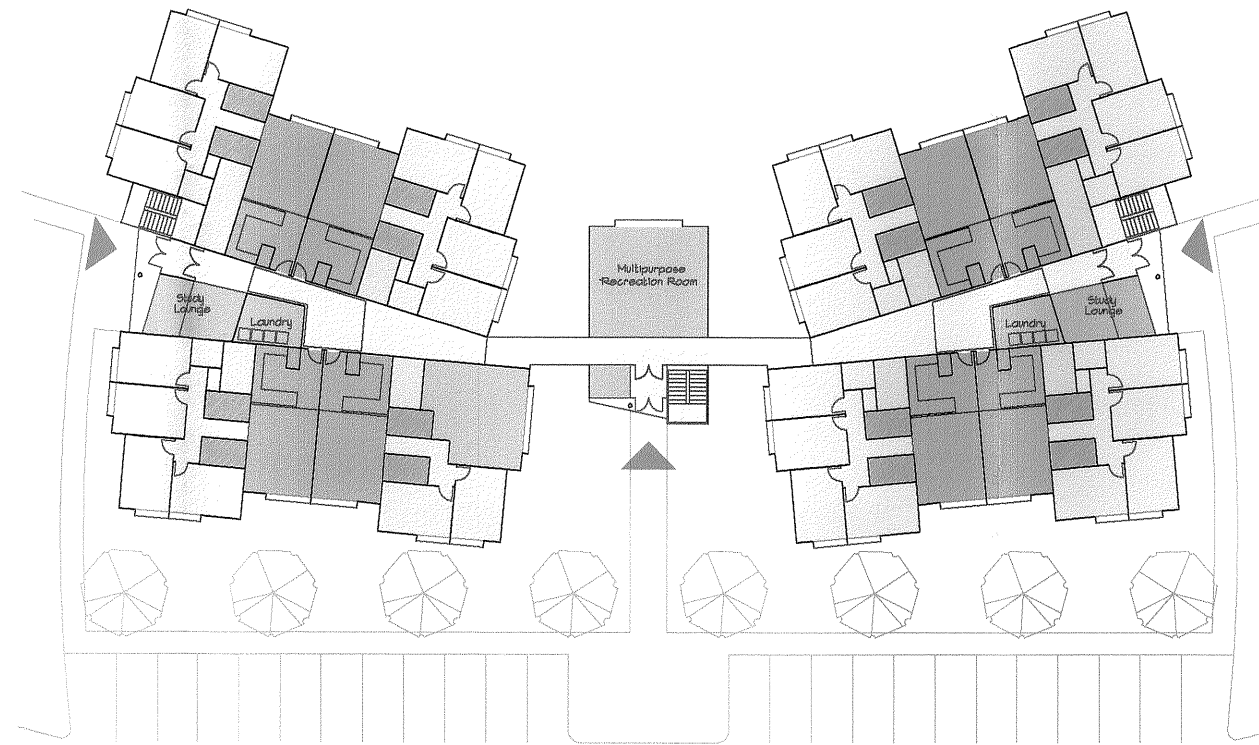 Multipurpose
Recreation Room
Study
Lounge
Laundry
Study
Lounge
Laundry